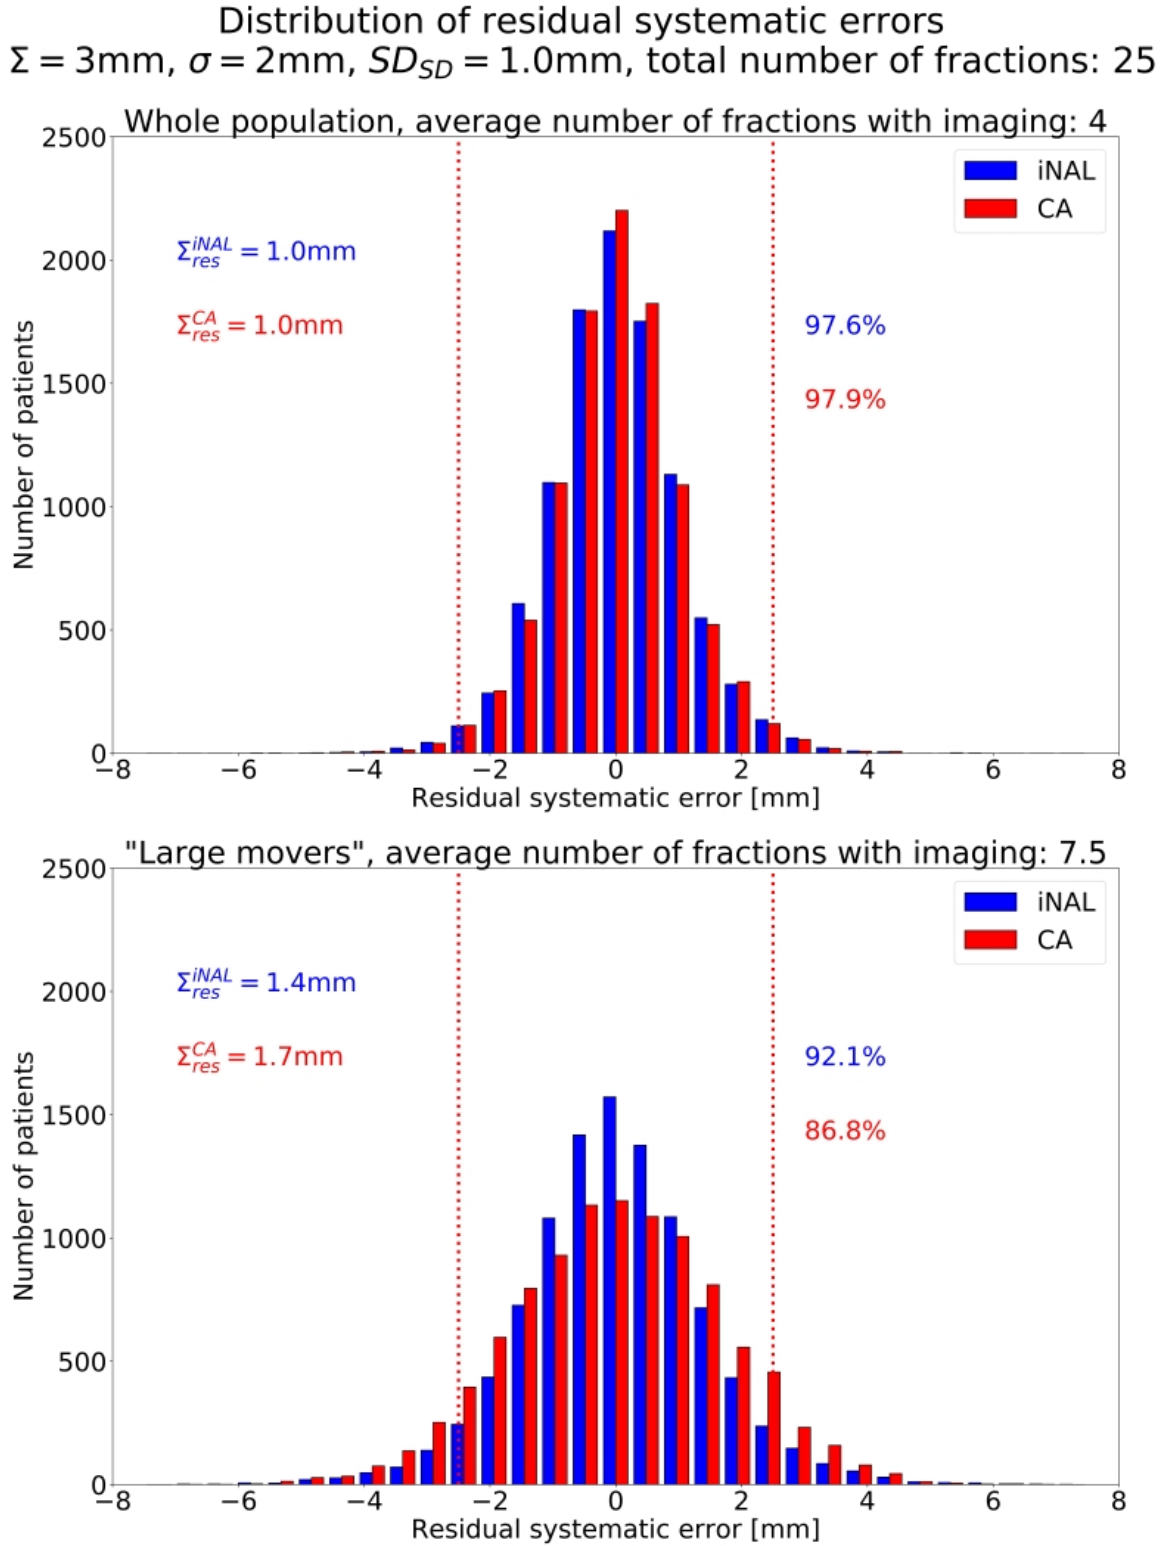 Distribution of residual systematic errors
Σ = 3mm, σ = 2mm, SD_SD = 1.0mm, total number of fractions: 25
Whole population, average number of fractions with imaging: 4
2500
2000
1500
1000
500
0
Number of patients
iNAL
CA
Σ_res^iNAL = 1.0mm
Σ_res^CA = 1.0mm
97.6%
97.9%
−8 −6 −4 −2 0 2 4 6 8
Residual systematic error [mm]
"Large movers", average number of fractions with imaging: 7.5
2500
2000
1500
1000
500
0
Number of patients
iNAL
CA
Σ_res^iNAL = 1.4mm
Σ_res^CA = 1.7mm
92.1%
86.8%
−8 −6 −4 −2 0 2 4 6 8
Residual systematic error [mm]